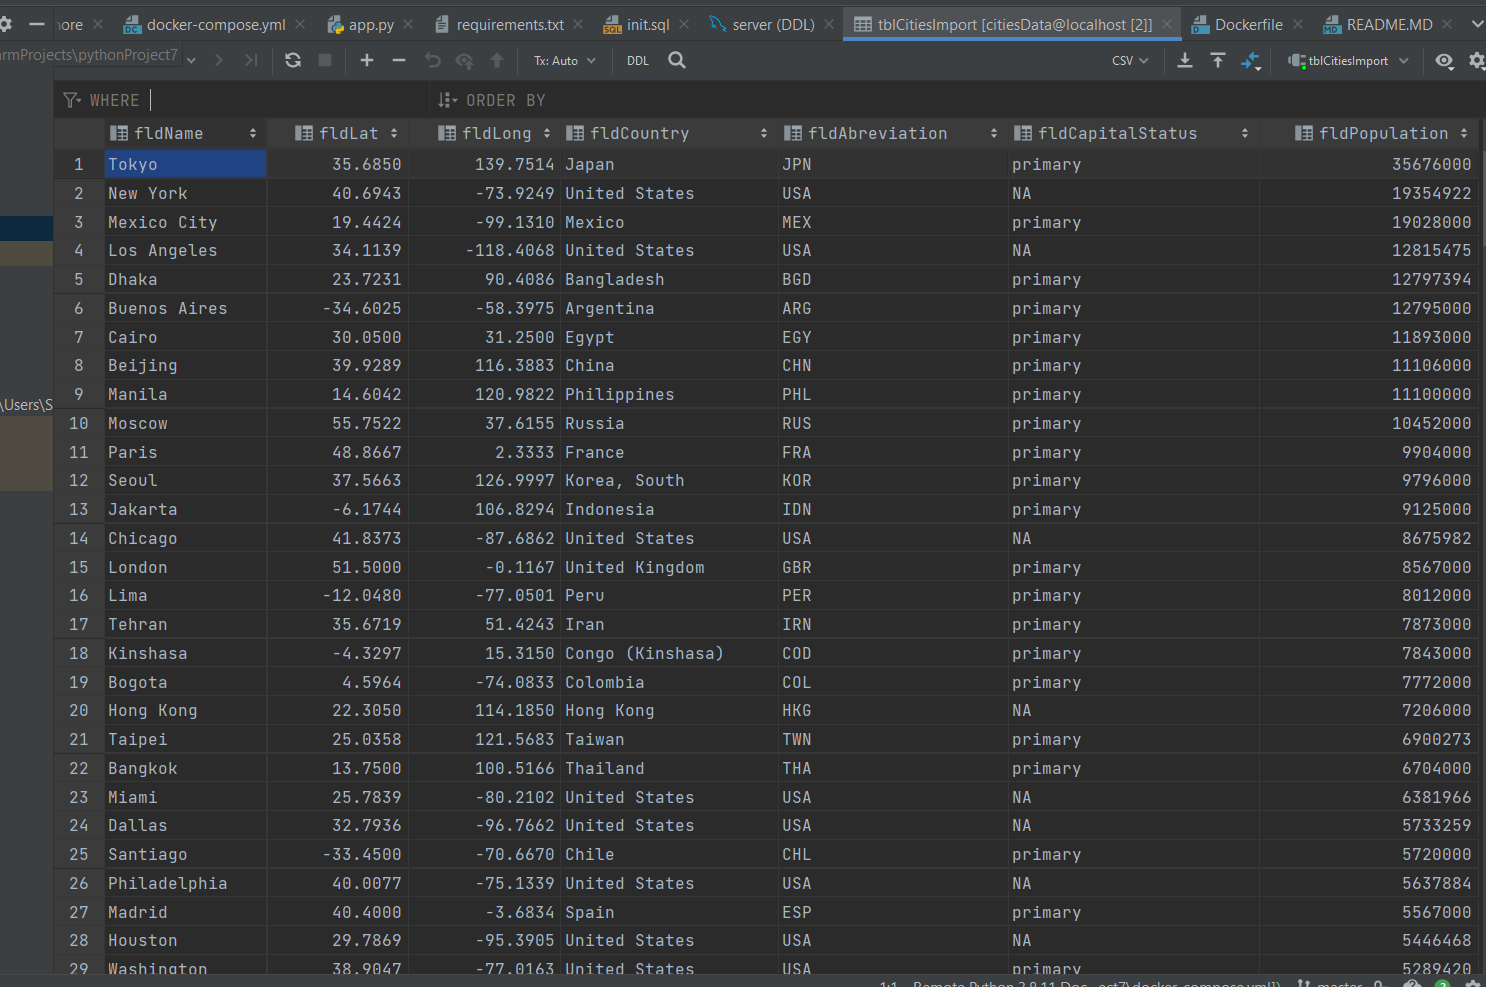 nore docker-compose.yml app.py requirements.txt init.sql server (DDL) tblCitiesImport [citiesData@localhost [2]] Dockerfile README.MD
armProjects\pythonProject7 Tx: Auto DDL CSV tblCitiesImport
WHERE ORDER BY
fldName fldLat fldLong fldCountry fldAbreviation fldCapitalStatus fldPopulation
1 Tokyo 35.6850 139.7514 Japan JPN primary 35676000
2 New York 40.6943 -73.9249 United States USA NA 19354922
3 Mexico City 19.4424 -99.1310 Mexico MEX primary 19028000
4 Los Angeles 34.1139 -118.4068 United States USA NA 12815475
5 Dhaka 23.7231 90.4086 Bangladesh BGD primary 12797394
6 Buenos Aires -34.6025 -58.3975 Argentina ARG primary 12795000
7 Cairo 30.0500 31.2500 Egypt EGY primary 11893000
8 Beijing 39.9289 116.3883 China CHN primary 11106000
9 Manila 14.6042 120.9822 Philippines PHL primary 11100000
10 Moscow 55.7522 37.6155 Russia RUS primary 10452000
\Users\S 11 Paris 48.8667 2.3333 France FRA primary 9904000
12 Seoul 37.5663 126.9997 Korea, South KOR primary 9796000
13 Jakarta -6.1744 106.8294 Indonesia IDN primary 9125000
14 Chicago 41.8373 -87.6862 United States USA NA 8675982
15 London 51.5000 -0.1167 United Kingdom GBR primary 8567000
16 Lima -12.0480 -77.0501 Peru PER primary 8012000
17 Tehran 35.6719 51.4243 Iran IRN primary 7873000
18 Kinshasa -4.3297 15.3150 Congo (Kinshasa) COD primary 7843000
19 Bogota 4.5964 -74.0833 Colombia COL primary 7772000
20 Hong Kong 22.3050 114.1850 Hong Kong HKG NA 7206000
21 Taipei 25.0358 121.5683 Taiwan TWN primary 6900273
22 Bangkok 13.7500 100.5166 Thailand THA primary 6704000
23 Miami 25.7839 -80.2102 United States USA NA 6381966
24 Dallas 32.7936 -96.7662 United States USA NA 5733259
25 Santiago -33.4500 -70.6670 Chile CHL primary 5720000
26 Philadelphia 40.0077 -75.1339 United States USA NA 5637884
27 Madrid 40.4000 -3.6834 Spain ESP primary 5567000
28 Houston 29.7869 -95.3905 United States USA NA 5446468
29 Washington 38.9047 -77.0163 United States USA primary 5289420
1:1 Remote Python 3.9.11 Doc...ect7\docker-compose.yml]) master